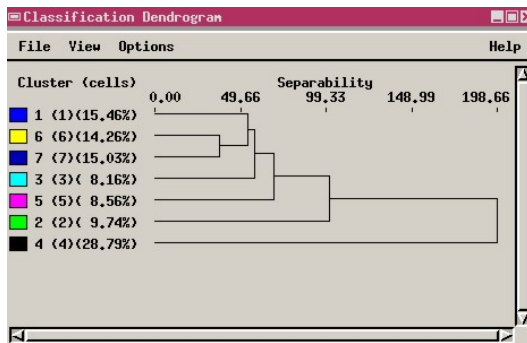 Classification Dendrogram
File View Options Help
Cluster (cells) Separability
0.00 49.66 99.33 148.99 198.66
1 (1)(15.46%)
6 (6)(14.26%)
7 (7)(15.03%)
3 (3)( 8.16%)
5 (5)( 8.56%)
2 (2)( 9.74%)
4 (4)(28.79%)